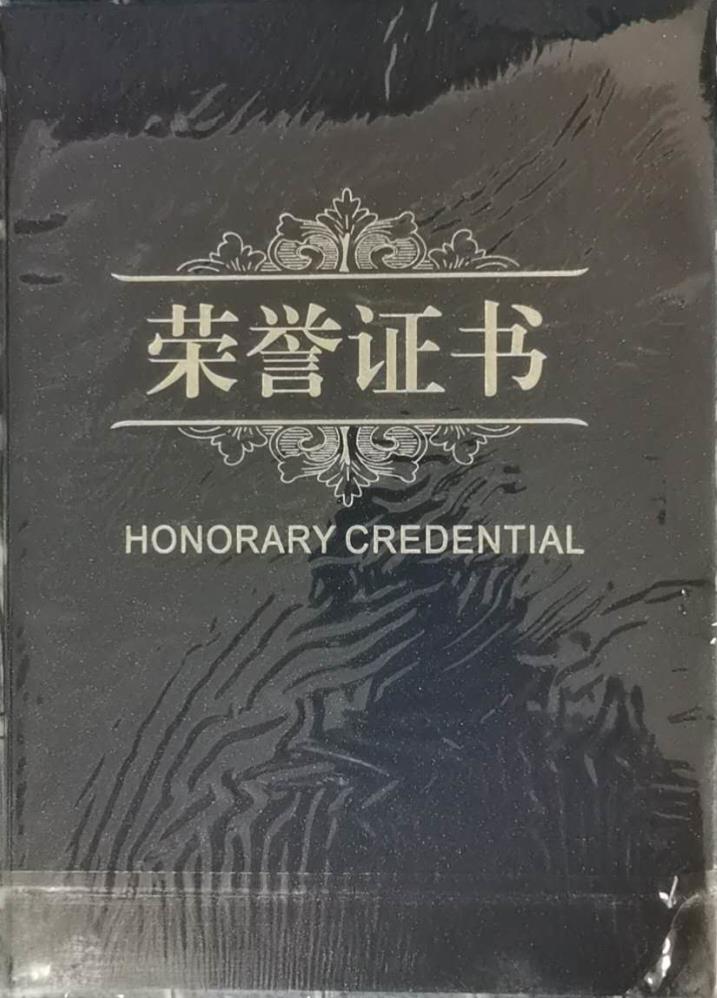 荣誉证书
HONORARY CREDENTIAL